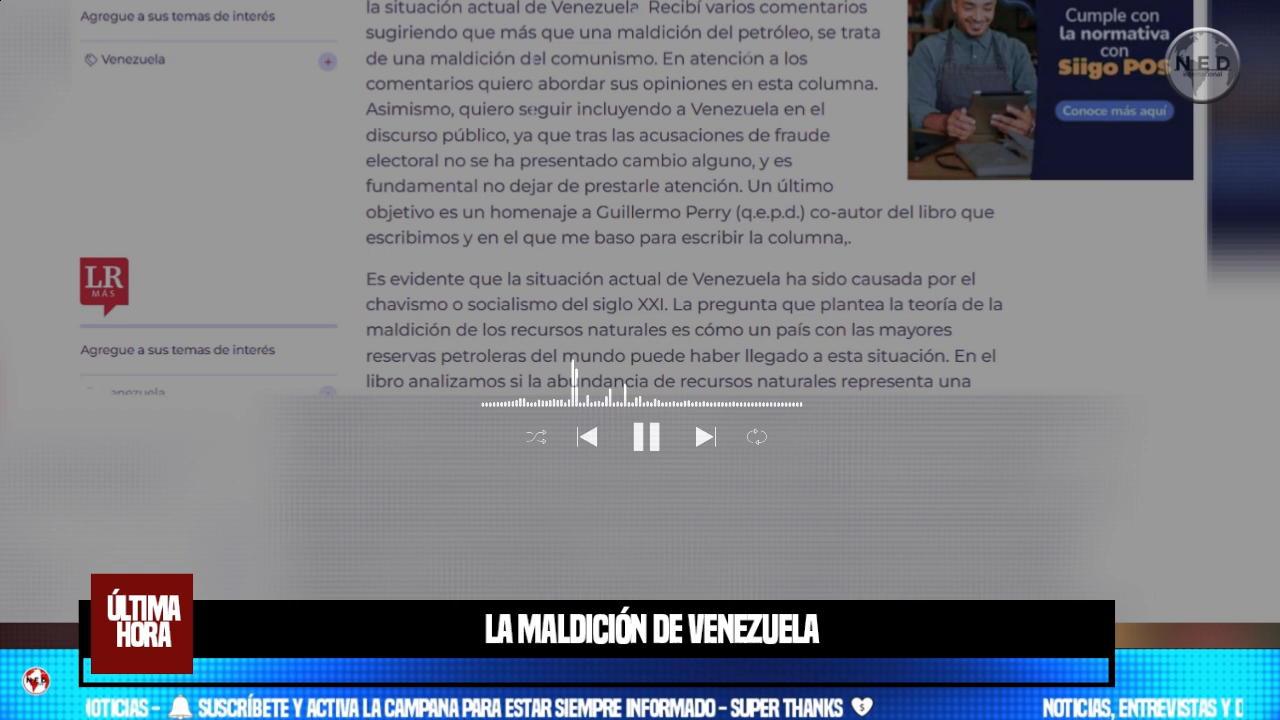 Agregue a sus temas de interés
Venezuela
la situación actual de Venezuela Recibí varios comentarios
sugiriendo que más que una maldición del petróleo, se trata
de una maldición del comunismo. En atención a los
comentarios quiero abordar sus opiniones en esta columna.
Asimismo, quiero seguir incluyendo a Venezuela en el
discurso público, ya que tras las acusaciones de fraude
electoral no se ha presentado cambio alguno, y es
fundamental no dejar de prestarle atención. Un último
objetivo es un homenaje a Guillermo Perry (q.e.p.d.) co-autor del libro que
escribimos y en el que me baso para escribir la columna,.
Cumple con
la normativa
con
Siigo POS
Conoce más aquí
N.E.D
International
LR
MÁS
Agregue a sus temas de interés
Es evidente que la situación actual de Venezuela ha sido causada por el
chavismo o socialismo del siglo XXI. La pregunta que plantea la teoría de la
maldición de los recursos naturales es cómo un país con las mayores
reservas petroleras del mundo puede haber llegado a esta situación. En el
libro analizamos si la abundancia de recursos naturales representa una
ÚLTIMA
HORA
LA MALDICIÓN DE VENEZUELA
N.E.D
NOTICIAS – SUSCRÍBETE Y ACTIVA LA CAMPANA PARA ESTAR SIEMPRE INFORMADO – SUPER THANKS
NOTICIAS, ENTREVISTAS Y